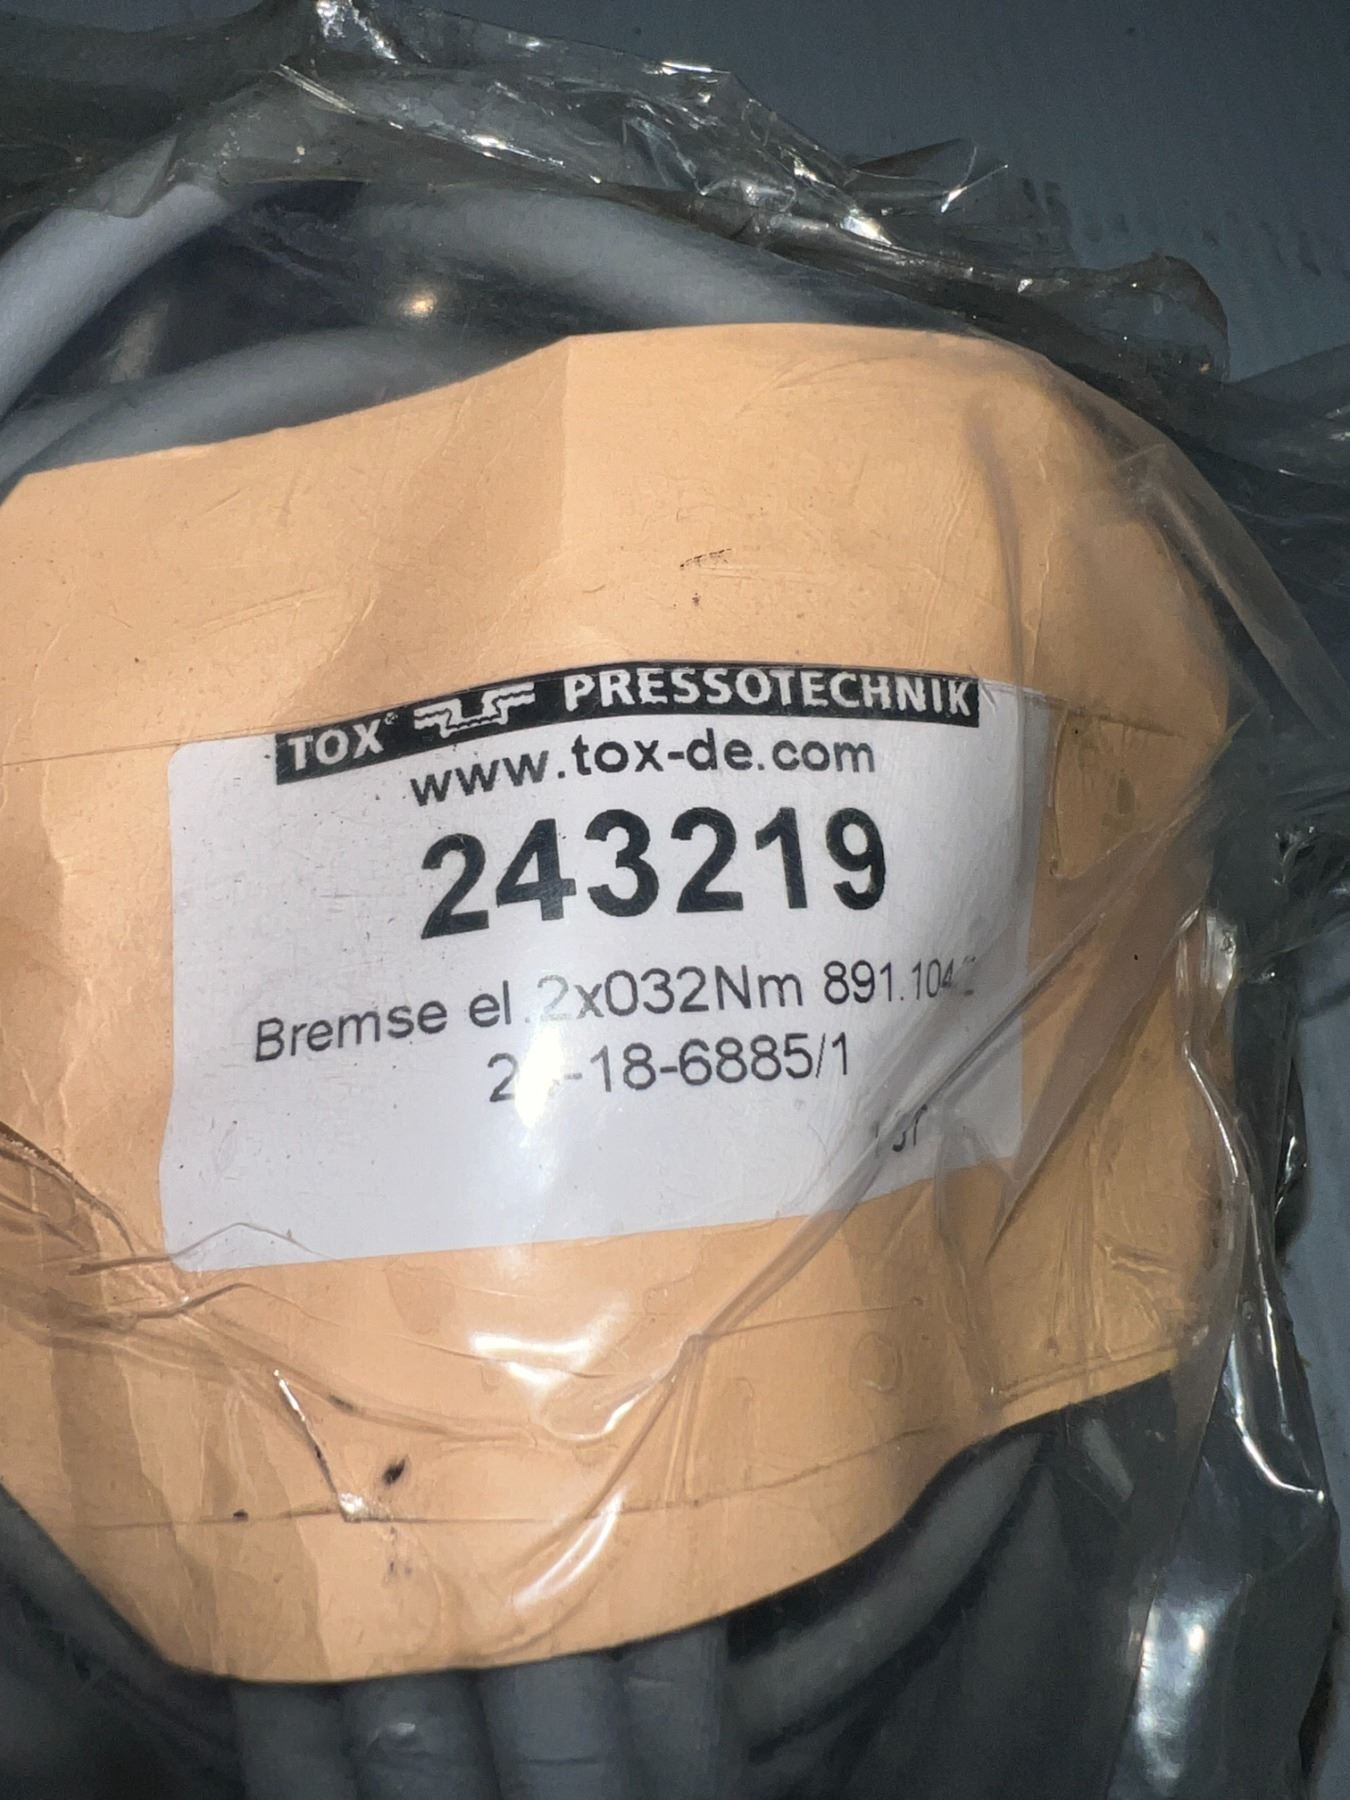 TOX® PRESSOTECHNIK
www.tox-de.com
243219
Bremse el.2x032Nm
-18-6885/1